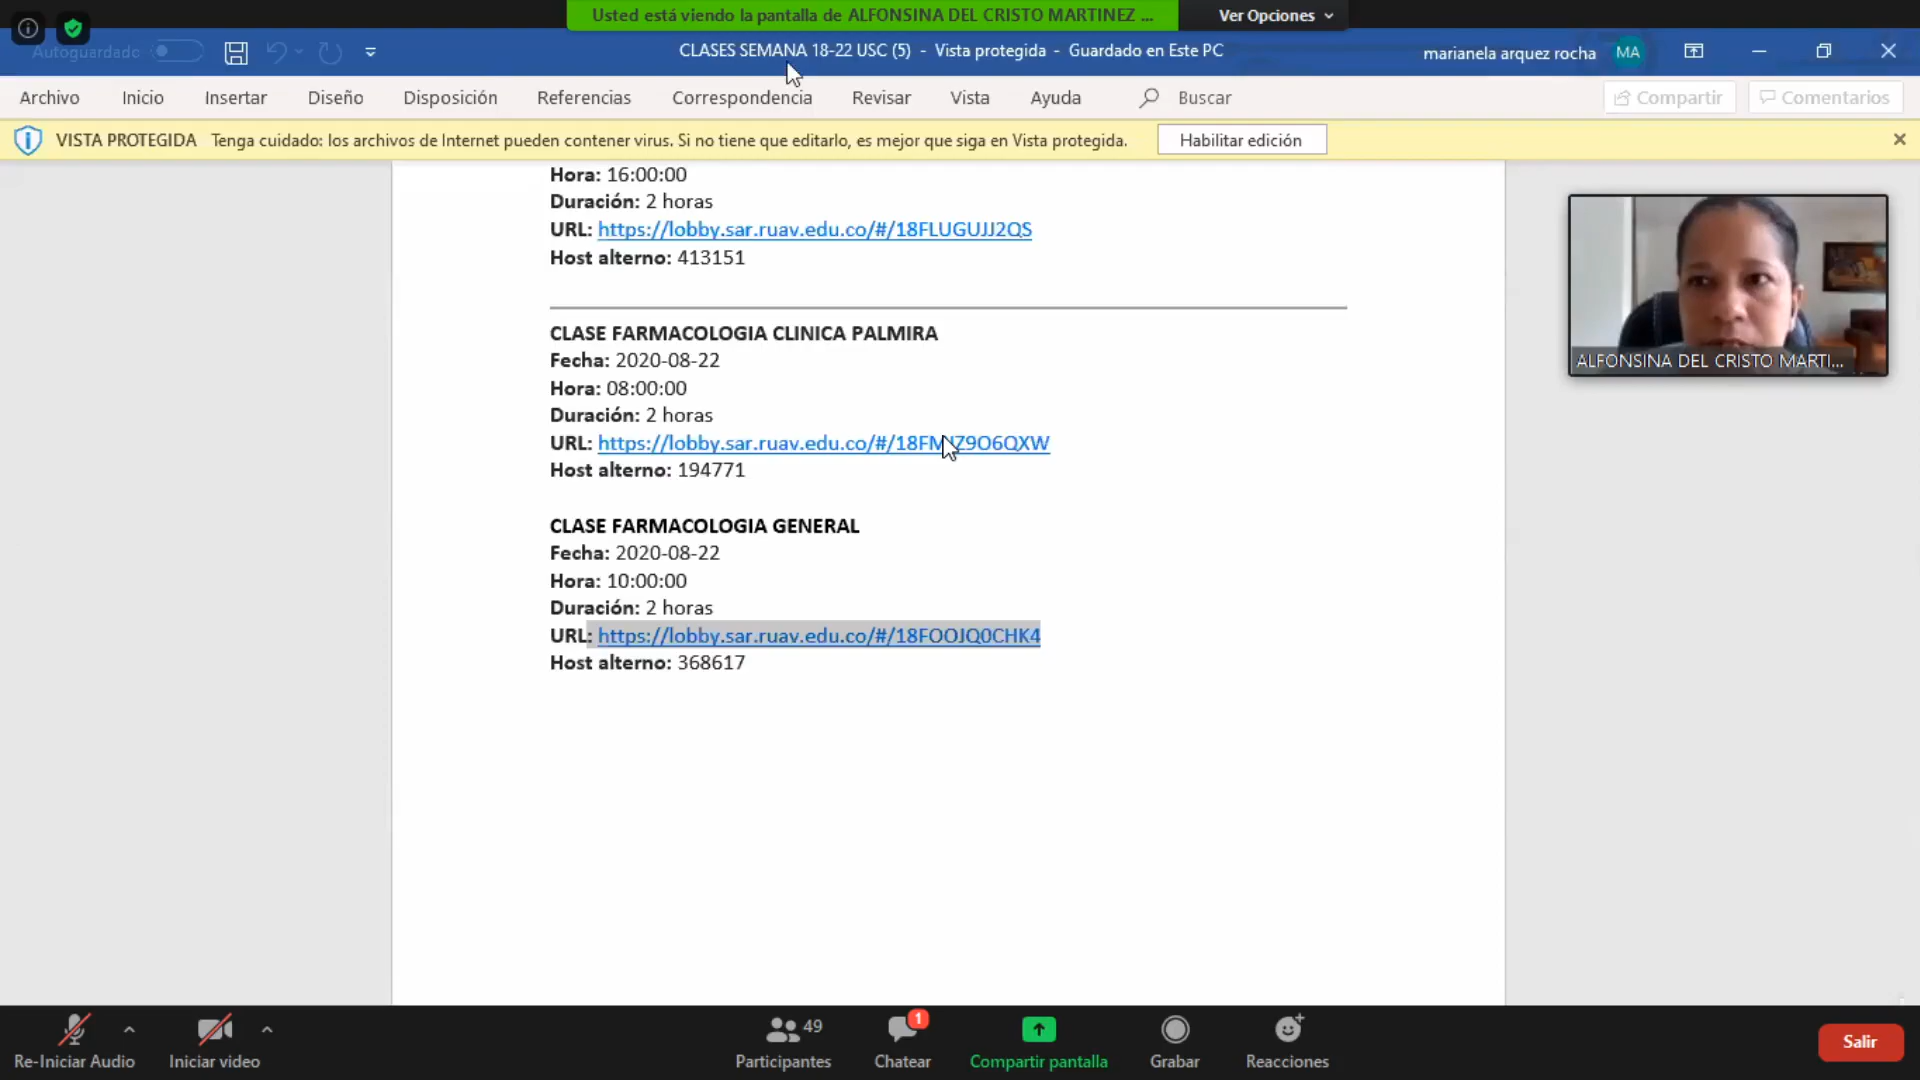 Usted está viendo la pantalla de ALFONSINA DEL CRISTO MARTINEZ ...
Ver Opciones
Autoguardado
CLASES SEMANA 18-22 USC (5) - Vista protegida - Guardado en Este PC
marianela arquez rocha
MA
Archivo Inicio Insertar Diseño Disposición Referencias Correspondencia Revisar Vista Ayuda Buscar
Compartir Comentarios
VISTA PROTEGIDA Tenga cuidado: los archivos de Internet pueden contener virus. Si no tiene que editarlo, es mejor que siga en Vista protegida. Habilitar edición
Hora: 16:00:00
Duración: 2 horas
URL: https://lobby.sar.ruav.edu.co/#/18FLUGUJJ2QS
Host alterno: 413151
CLASE FARMACOLOGIA CLINICA PALMIRA
Fecha: 2020-08-22
Hora: 08:00:00
Duración: 2 horas
URL:
Host alterno: 194771
CLASE FARMACOLOGIA GENERAL
Fecha: 2020-08-22
Hora: 10:00:00
Duración: 2 horas
URL: https://lobby.sar.ruav.edu.co/#/18FOOJQ0CHK4
Host alterno: 368617
ALFONSINA DEL CRISTO MARTI...
Re-Iniciar Audio
Iniciar video
49
Participantes
1
Chatear
Compartir pantalla
Grabar
Reacciones
Salir